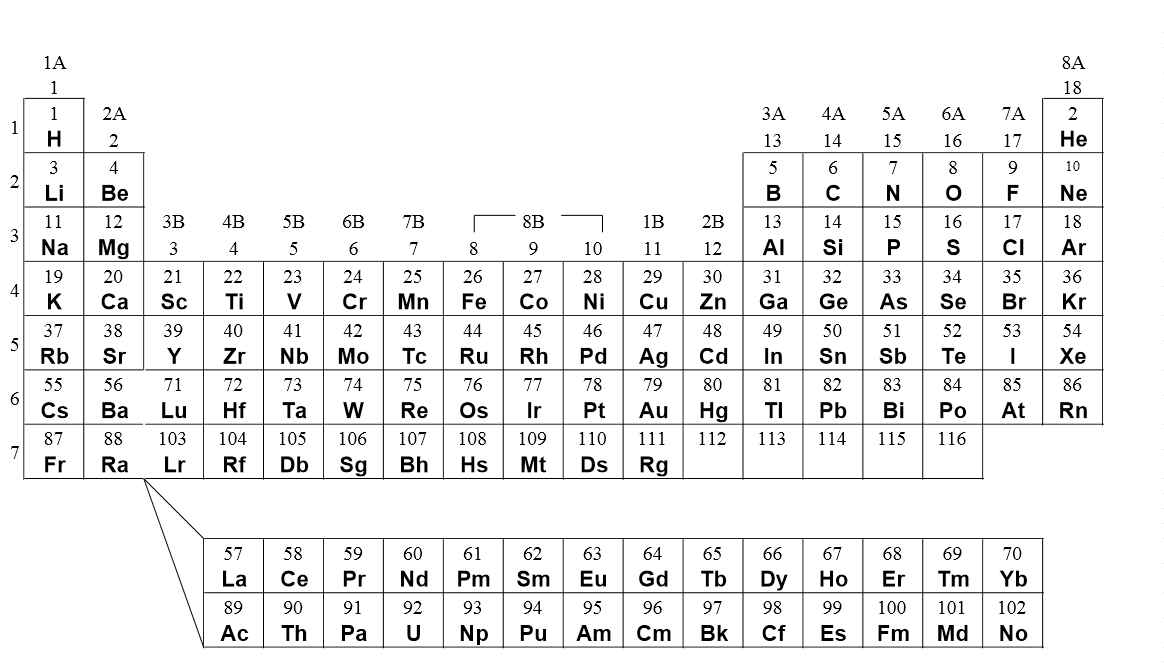 1A 8A
1 18
1 2A 3A 4A 5A 6A 7A 2
1 H 2 13 14 15 16 17 He
3 4 5 6 7 8 9 10
2 Li Be B C N O F Ne
11 12 3B 4B 5B 6B 7B 8B 1B 2B 13 14 15 16 17 18
3 Na Mg 3 4 5 6 7 8 9 10 11 12 Al Si P S Cl Ar
19 20 21 22 23 24 25 26 27 28 29 30 31 32 33 34 35 36
4 K Ca Sc Ti V Cr Mn Fe Co Ni Cu Zn Ga Ge As Se Br Kr
37 38 39 40 41 42 43 44 45 46 47 48 49 50 51 52 53 54
5 Rb Sr Y Zr Nb Mo Tc Ru Rh Pd Ag Cd In Sn Sb Te I Xe
55 56 71 72 73 74 75 76 77 78 79 80 81 82 83 84 85 86
6 Cs Ba Lu Hf Ta W Re Os Ir Pt Au Hg Tl Pb Bi Po At Rn
87 88 103 104 105 106 107 108 109 110 111 112 113 114 115 116
7 Fr Ra Lr Rf Db Sg Bh Hs Mt Ds Rg
57 58 59 60 61 62 63 64 65 66 67 68 69 70
La Ce Pr Nd Pm Sm Eu Gd Tb Dy Ho Er Tm Yb
89 90 91 92 93 94 95 96 97 98 99 100 101 102
Ac Th Pa U Np Pu Am Cm Bk Cf Es Fm Md No